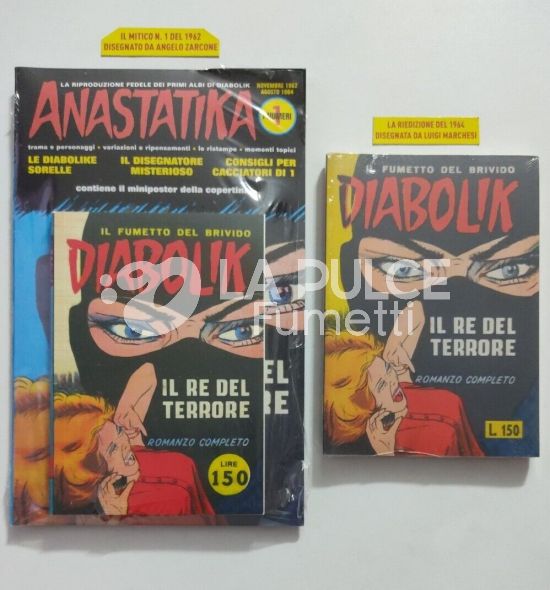 IL MITICO N. 1 DEL 1962
DISEGNATO DA ANGELO ZARCONE
LA RIPRODUZIONE FEDELE DEI PRIMI ALBI DI DIABOLIK
NOVEMBRE 1962
AGOSTO 1964
ANASTATIKA
1
I NUMERI
trama e personaggi - variazioni e ripensamenti - le ristampe - momenti topici
LE DIABOLIKE SORELLE
IL DISEGNATORE MISTERIOSO
CONSIGLI PER CACCIATORI DI 1
contiene il miniposter della copertina
IL FUMETTO DEL BRIVIDO
DIABOLIK
EL
IL RE DEL
TERRORE
ROMANZO COMPLETO
LIRE
150
LA RIEDIZIONE DEL 1964
DISEGNATA DA LUIGI MARCHESI
IL FUMETTO DEL BRIVIDO
DIABOLIK
IL RE DEL
TERRORE
ROMANZO COMPLETO
L. 150
LA PULCE
Fumetti